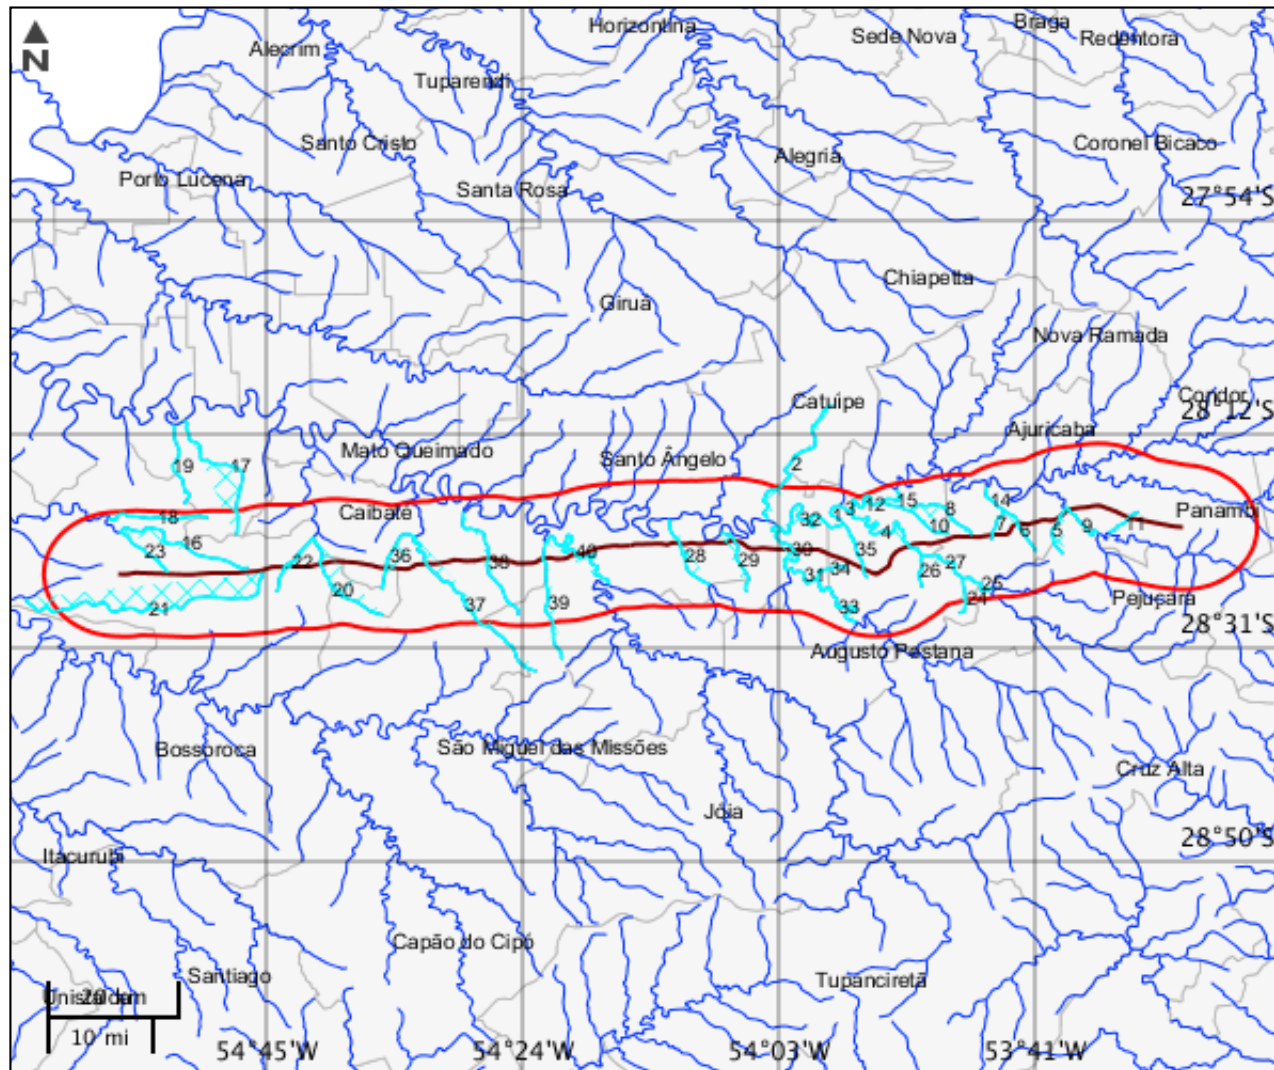 N
Horizontina
Braga
Alecrim
Sede Nova
Redentora
Tuparendi
Santo Cristo
Alegria
Coronel Bicaco
Porto Lucena
Santa Rosa
27°54'S
Chiapetta
Giruá
Nova Ramada
Catuípe
Condor
28°12'S
Ajuricaba
Mato Queimado
Santo Ângelo
19
17
2
Caibaté
18
32
1
3
12
15
8
14
Panambi
23
16
22
36
38
40
28
29
30
35
4
10
7
6
5
9
11
21
20
37
39
31
34
33
26
27
25
24
Pejuçara
28°31'S
Augusto Pestana
Bossoroca
São Miguel das Missões
Cruz Alta
Jóia
Itacurubi
28°50'S
Capão do Cipó
Santiago
Tupanciretã
Unistalda
20 km
10 mi
54°45'W
54°24'W
54°03'W
53°41'W